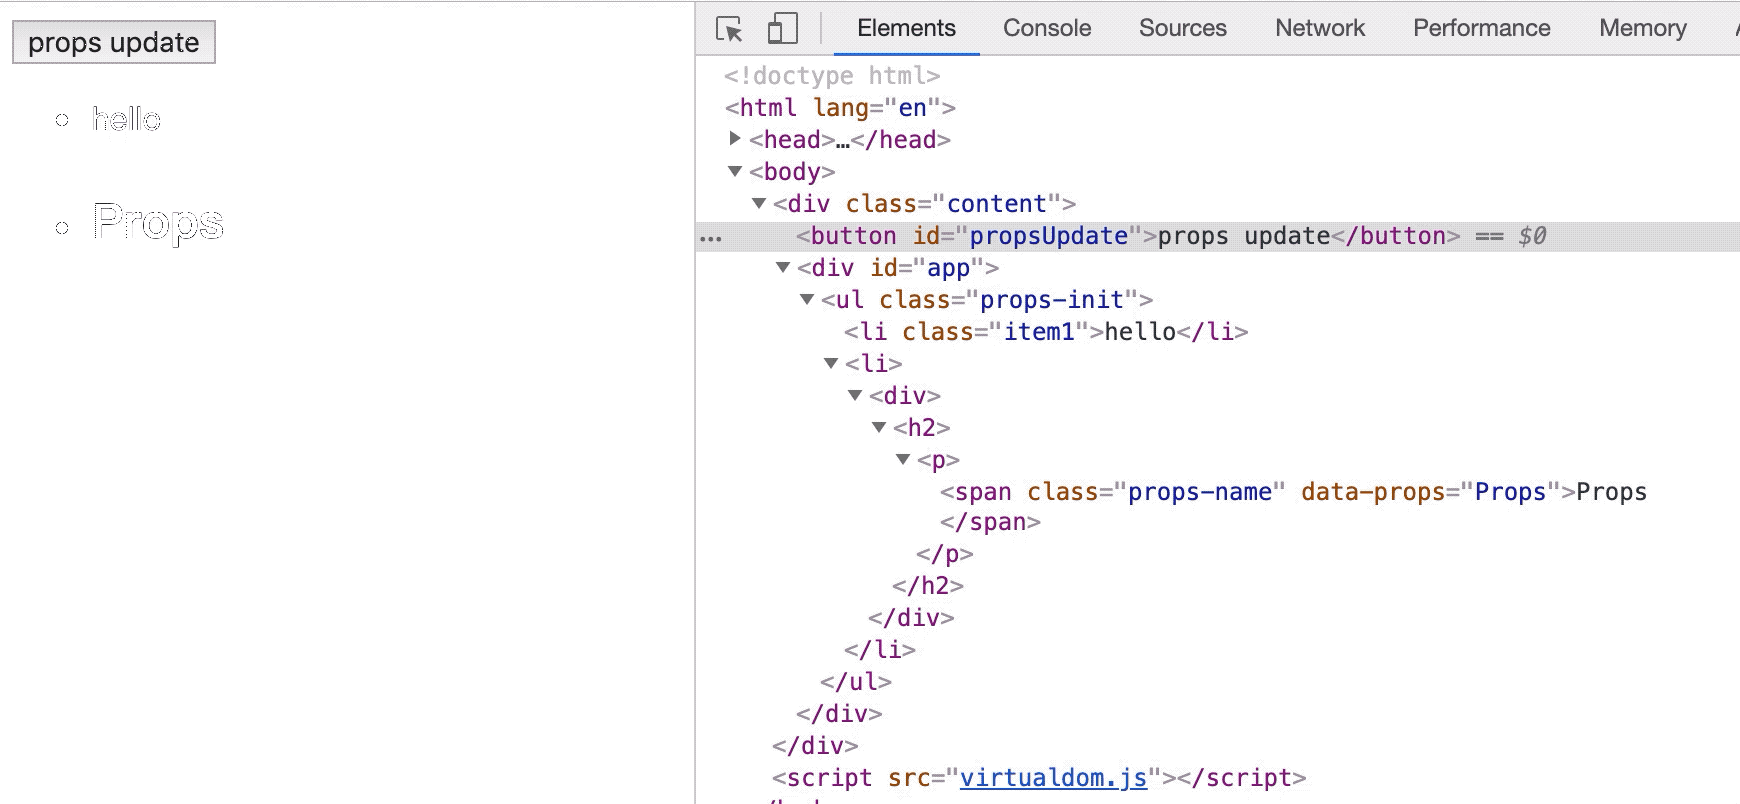 props update
hello
Props
Elements Console Sources Network Performance Memory
<!doctype html>
<html lang="en">
<head>…</head>
<body>
<div class="content">
… <button id="propsUpdate">props update</button> == $0
<div id="app">
<ul class="props-init">
<li class="item1">hello</li>
<li>
<div>
<h2>
<p>
<span class="props-name" data-props="Props">Props
</span>
</p>
</h2>
</div>
</li>
</ul>
</div>
</div>
<script src="virtualdom.js"></script>